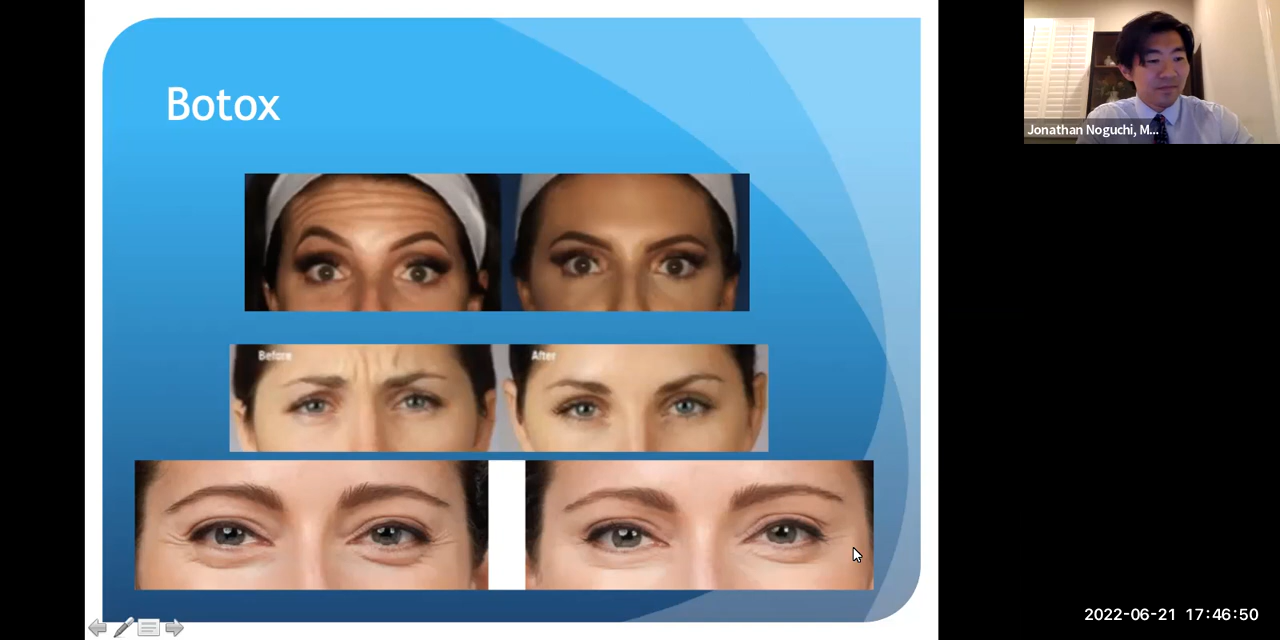 Botox
Before
After
Jonathan Noguchi, M...
2022-06-21 17:46:50